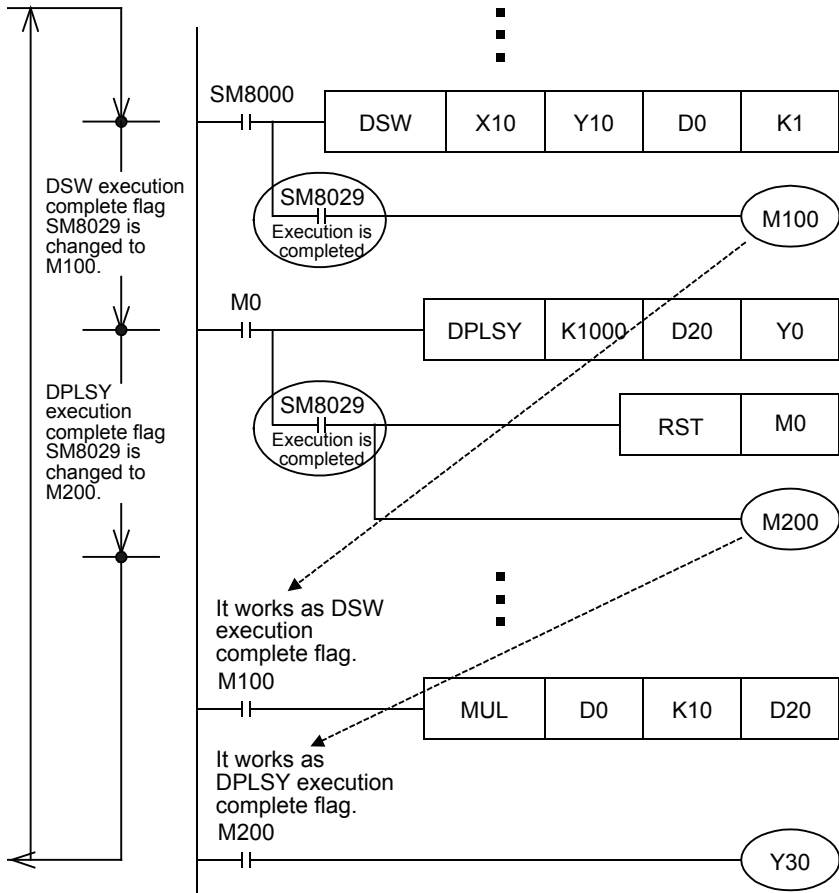 SM8000
DSW X10 Y10 D0 K1
DSW execution
complete flag
SM8029 is
changed to
M100.
SM8029
Execution is
completed
M100
M0
DPLSY K1000 D20 Y0
DPLSY
execution
complete flag
SM8029 is
changed to
M200.
SM8029
Execution is
completed
RST M0
M200
It works as DSW
execution
complete flag.
M100
MUL D0 K10 D20
It works as
DPLSY execution
complete flag.
M200
Y30